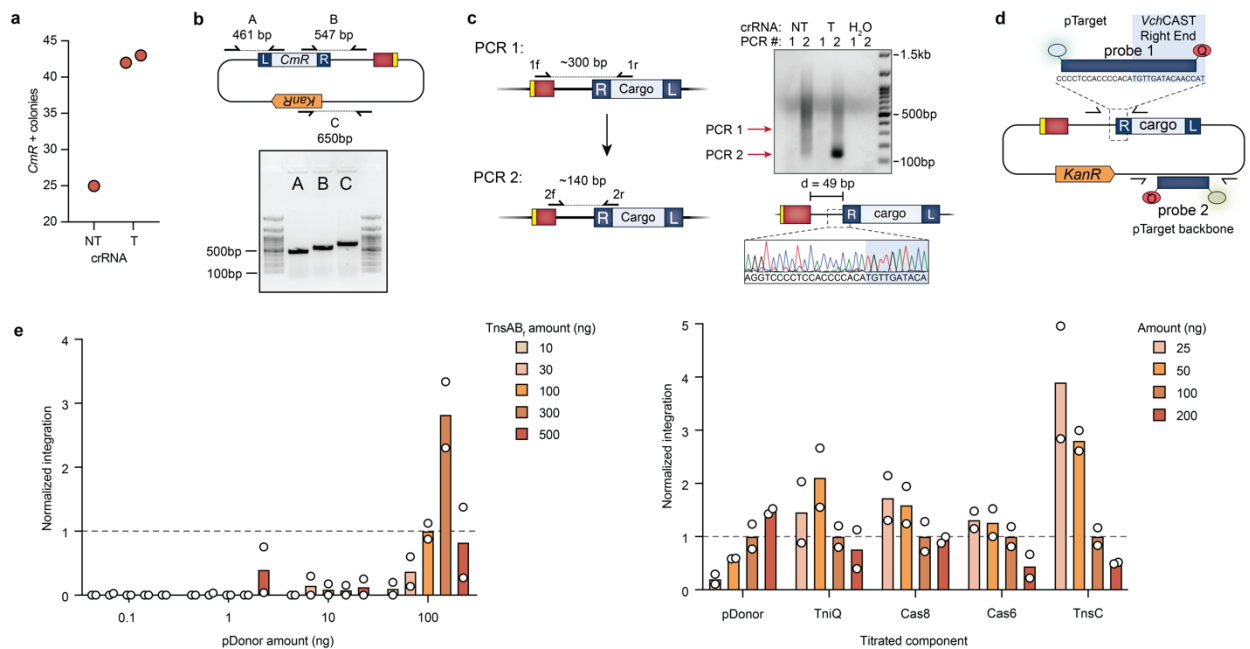 a
CmR + colonies
45
40
35
30
25
20
NT
T
crRNA
b
A
461 bp
B
547 bp
L
CmR
R
KanR
C
650bp
A B C
500bp
100bp
c
PCR 1:
1f
~300 bp
1r
R
Cargo
L
PCR 2:
~140 bp
2f
2r
R
Cargo
L
crRNA: NT T H2O
PCR #: 1 2 1 2 1 2
1.5kb
500bp
100bp
PCR 1
PCR 2
d = 49 bp
R
cargo
L
AGGTCCCCTCCACCCCACATGTTGATACA
d
pTarget
VchCAST
Right End
probe 1
Q
CCCCTCCACCCCACATGTTGATACAACCAT
R
cargo
L
KanR
Q
probe 2
pTarget backbone
e
Normalized integration
4
3
2
1
0
0.1
1
10
100
pDonor amount (ng)
TnsABf amount (ng)
10
30
100
300
500
Normalized integration
5
4
3
2
1
0
pDonor
TniQ
Cas8
Cas6
TnsC
Titrated component
Amount (ng)
25
50
100
200